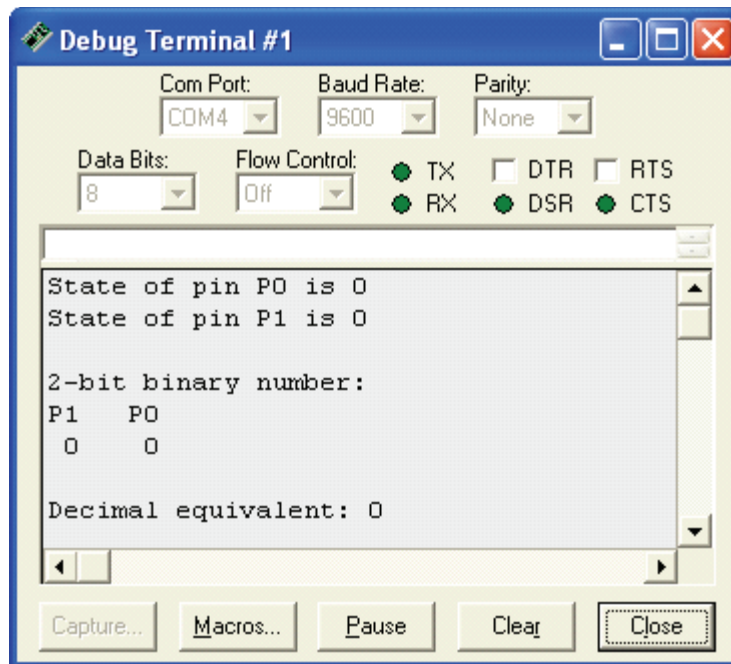 Debug Terminal #1
Com Port: Baud Rate: Parity:
COM4 9600 None
Data Bits: Flow Control: TX DTR RTS
8 Off RX DSR CTS
State of pin P0 is 0
State of pin P1 is 0
2-bit binary number:
P1 P0
0 0
Decimal equivalent: 0
Capture... Macros... Pause Clear Close